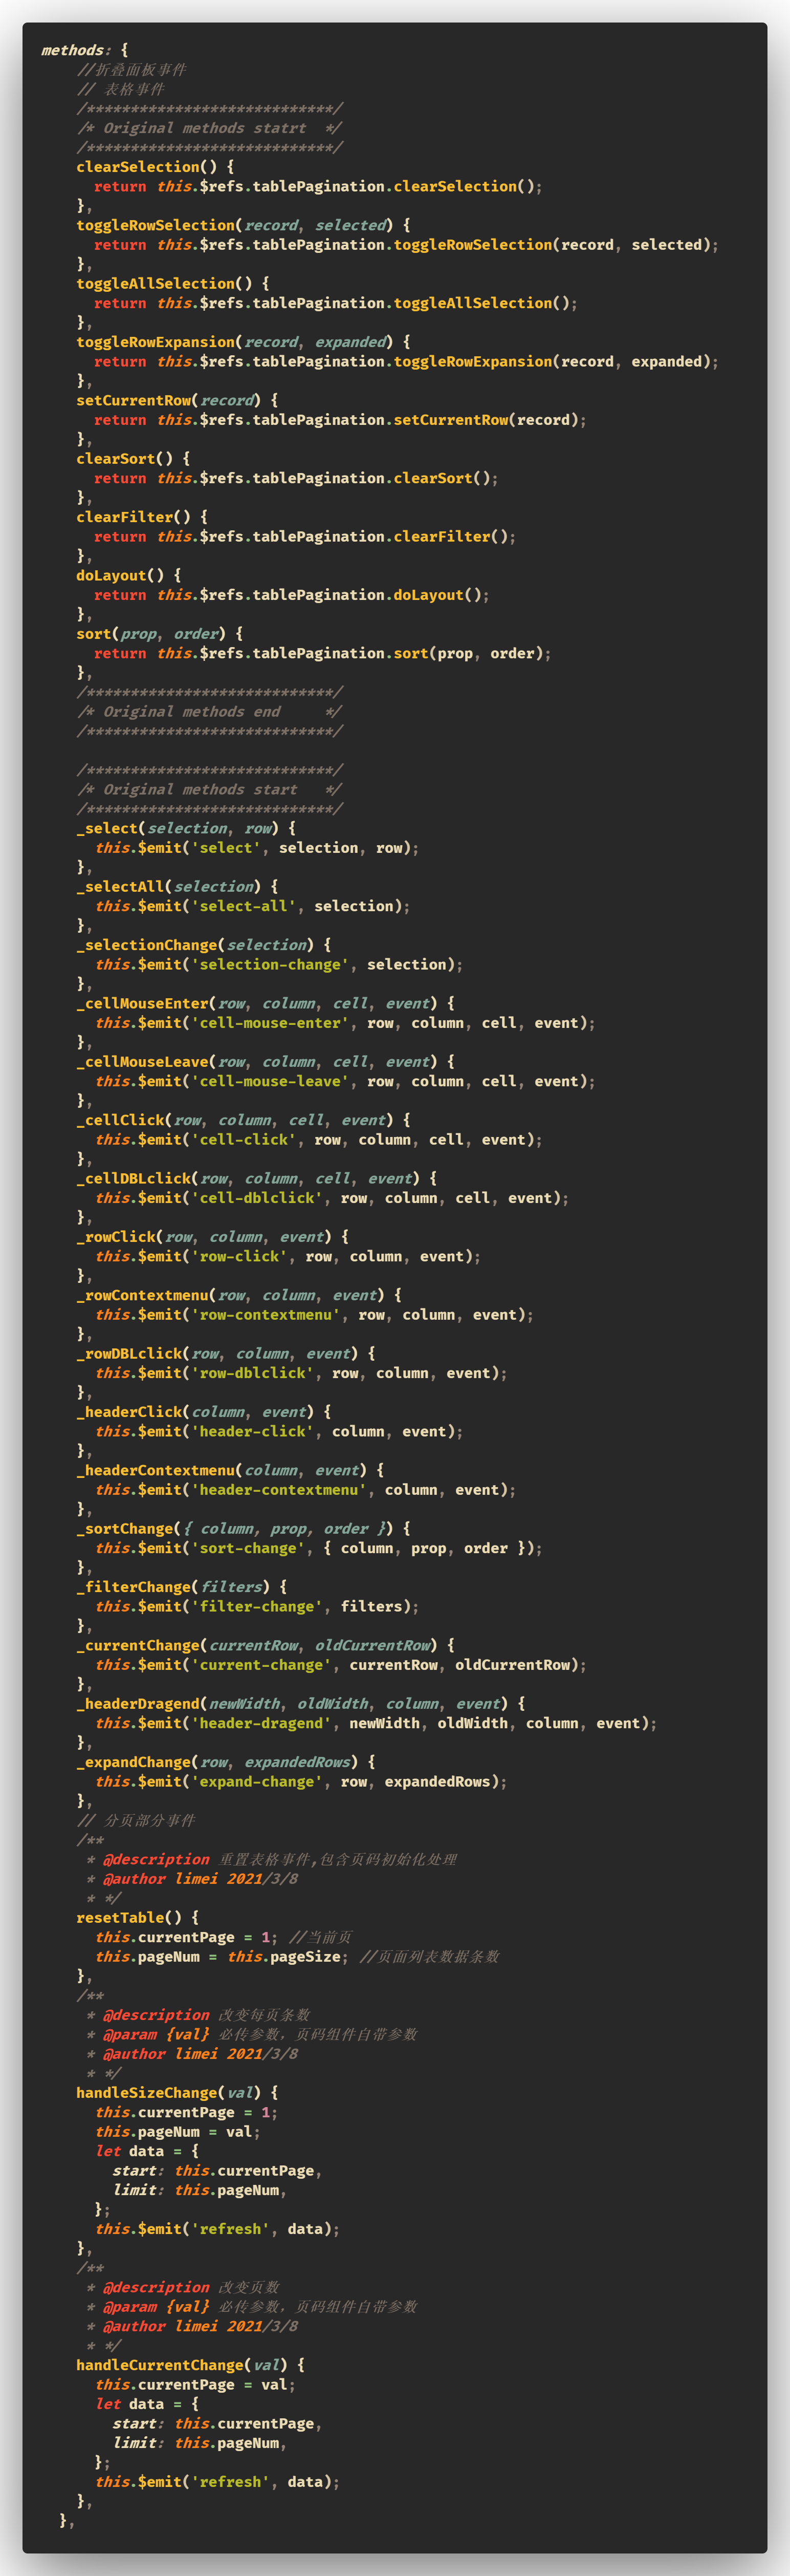 methods: {
    //折叠面板事件
    // 表格事件
    /****************************/
    /* Original methods statrt  */
    /****************************/
    clearSelection() {
      return this.$refs.tablePagination.clearSelection();
    },
    toggleRowSelection(record, selected) {
      return this.$refs.tablePagination.toggleRowSelection(record, selected);
    },
    toggleAllSelection() {
      return this.$refs.tablePagination.toggleAllSelection();
    },
    toggleRowExpansion(record, expanded) {
      return this.$refs.tablePagination.toggleRowExpansion(record, expanded);
    },
    setCurrentRow(record) {
      return this.$refs.tablePagination.setCurrentRow(record);
    },
    clearSort() {
      return this.$refs.tablePagination.clearSort();
    },
    clearFilter() {
      return this.$refs.tablePagination.clearFilter();
    },
    doLayout() {
      return this.$refs.tablePagination.doLayout();
    },
    sort(prop, order) {
      return this.$refs.tablePagination.sort(prop, order);
    },
    /****************************/
    /* Original methods end     */
    /****************************/

    /****************************/
    /* Original methods start   */
    /****************************/
    _select(selection, row) {
      this.$emit('select', selection, row);
    },
    _selectAll(selection) {
      this.$emit('select-all', selection);
    },
    _selectionChange(selection) {
      this.$emit('selection-change', selection);
    },
    _cellMouseEnter(row, column, cell, event) {
      this.$emit('cell-mouse-enter', row, column, cell, event);
    },
    _cellMouseLeave(row, column, cell, event) {
      this.$emit('cell-mouse-leave', row, column, cell, event);
    },
    _cellClick(row, column, cell, event) {
      this.$emit('cell-click', row, column, cell, event);
    },
    _cellDBLclick(row, column, cell, event) {
      this.$emit('cell-dblclick', row, column, cell, event);
    },
    _rowClick(row, column, event) {
      this.$emit('row-click', row, column, event);
    },
    _rowContextmenu(row, column, event) {
      this.$emit('row-contextmenu', row, column, event);
    },
    _rowDBLclick(row, column, event) {
      this.$emit('row-dblclick', row, column, event);
    },
    _headerClick(column, event) {
      this.$emit('header-click', column, event);
    },
    _headerContextmenu(column, event) {
      this.$emit('header-contextmenu', column, event);
    },
    _sortChange({ column, prop, order }) {
      this.$emit('sort-change', { column, prop, order });
    },
    _filterChange(filters) {
      this.$emit('filter-change', filters);
    },
    _currentChange(currentRow, oldCurrentRow) {
      this.$emit('current-change', currentRow, oldCurrentRow);
    },
    _headerDragend(newWidth, oldWidth, column, event) {
      this.$emit('header-dragend', newWidth, oldWidth, column, event);
    },
    _expandChange(row, expandedRows) {
      this.$emit('expand-change', row, expandedRows);
    },
    // 分页部分事件
    /**
     * @description 重置表格事件,包含页码初始化处理
     * @author limei 2021/3/8
     * */
    resetTable() {
      this.currentPage = 1; //当前页
      this.pageNum = this.pageSize; //页面列表数据条数
    },
    /**
     * @description 改变每页条数
     * @param {val} 必传参数，页码组件自带参数
     * @author limei 2021/3/8
     * */
    handleSizeChange(val) {
      this.currentPage = 1;
      this.pageNum = val;
      let data = {
        start: this.currentPage,
        limit: this.pageNum,
      };
      this.$emit('refresh', data);
    },
    /**
     * @description 改变页数
     * @param {val} 必传参数，页码组件自带参数
     * @author limei 2021/3/8
     * */
    handleCurrentChange(val) {
      this.currentPage = val;
      let data = {
        start: this.currentPage,
        limit: this.pageNum,
      };
      this.$emit('refresh', data);
    },
  },